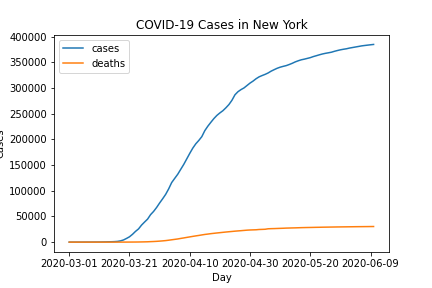 COVID-19 Cases in New York
400000
350000
300000
250000
200000
150000
100000
50000
0
cases
deaths
cases
2020-03-01 2020-03-21 2020-04-10 2020-04-30 2020-05-20 2020-06-09
Day